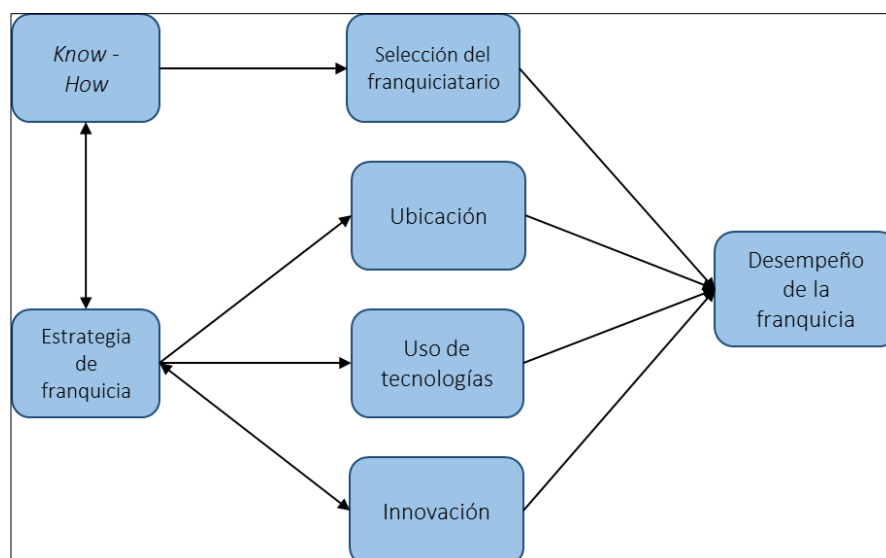 Know -
How
Selección del
franquiciatario
Ubicación
Desempeño
de la
franquicia
Estrategia
de
franquicia
Uso de
tecnologías
Innovación